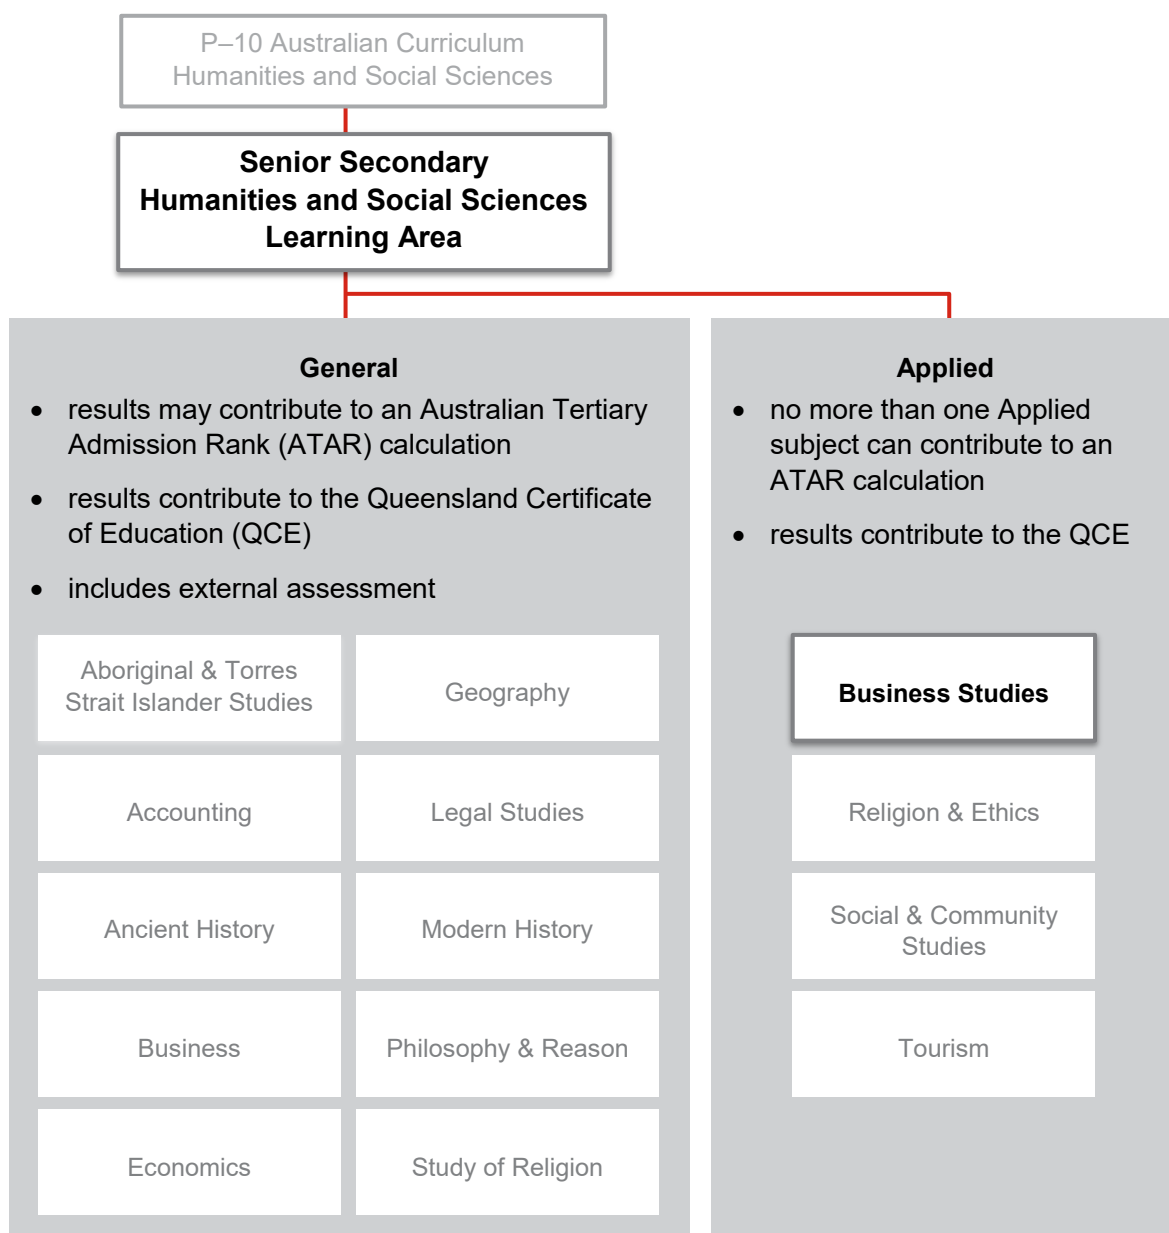 P–10 Australian Curriculum
Humanities and Social Sciences
Senior Secondary
Humanities and Social Sciences
Learning Area
General
• results may contribute to an Australian Tertiary
Admission Rank (ATAR) calculation
• results contribute to the Queensland Certificate
of Education (QCE)
• includes external assessment
Aboriginal & Torres
Strait Islander Studies
Geography
Accounting
Legal Studies
Ancient History
Modern History
Business
Philosophy & Reason
Economics
Study of Religion
Applied
• no more than one Applied
subject can contribute to an
ATAR calculation
• results contribute to the QCE
Business Studies
Religion & Ethics
Social & Community
Studies
Tourism